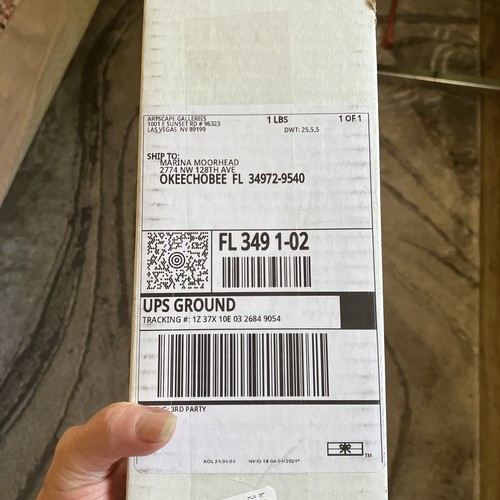 ARTSCAPE GALLERIES
1001 E SUNSET RD # 96323
LAS VEGAS NV 89199
1 LBS
1 OF 1
DWT: 25,5,5
SHIP TO:
MARINA MOORHEAD
2774 NW 128TH AVE
OKEECHOBEE FL 34972-9540
FL 349 1-02
UPS GROUND
TRACKING #: 1Z 37X 10E 03 2684 9054
3RD PARTY
TM